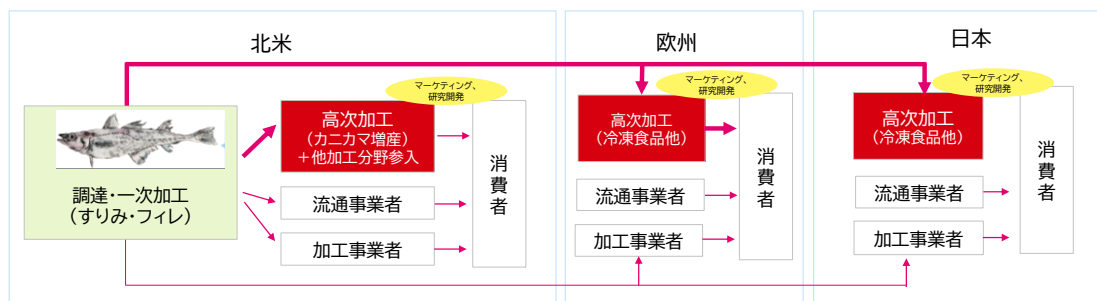 北米
マーケティング、
研究開発
調達・一次加工
(すりみ・フィレ)
高次加工
(カニカマ増産)
+他加工分野参入
流通事業者
加工事業者
消費者
欧州
マーケティング、
研究開発
高次加工
(冷凍食品他)
流通事業者
加工事業者
消費者
日本
マーケティング、
研究開発
高次加工
(冷凍食品他)
流通事業者
加工事業者
消費者